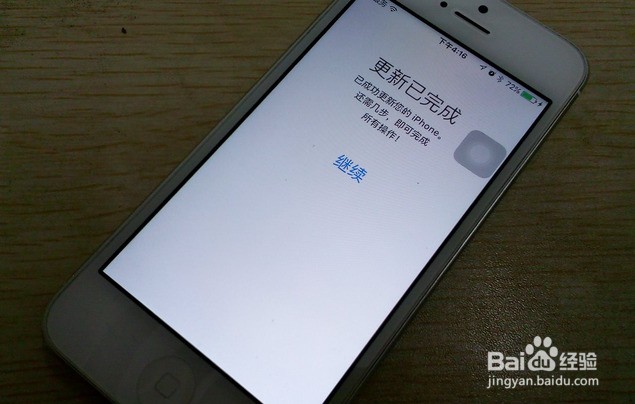 下午4:16
72%
更新已完成
已成功更新您的 iPhone。
还需几步，即可完成
所有操作！
继续
Baidu 经验
jingyan.baidu.com